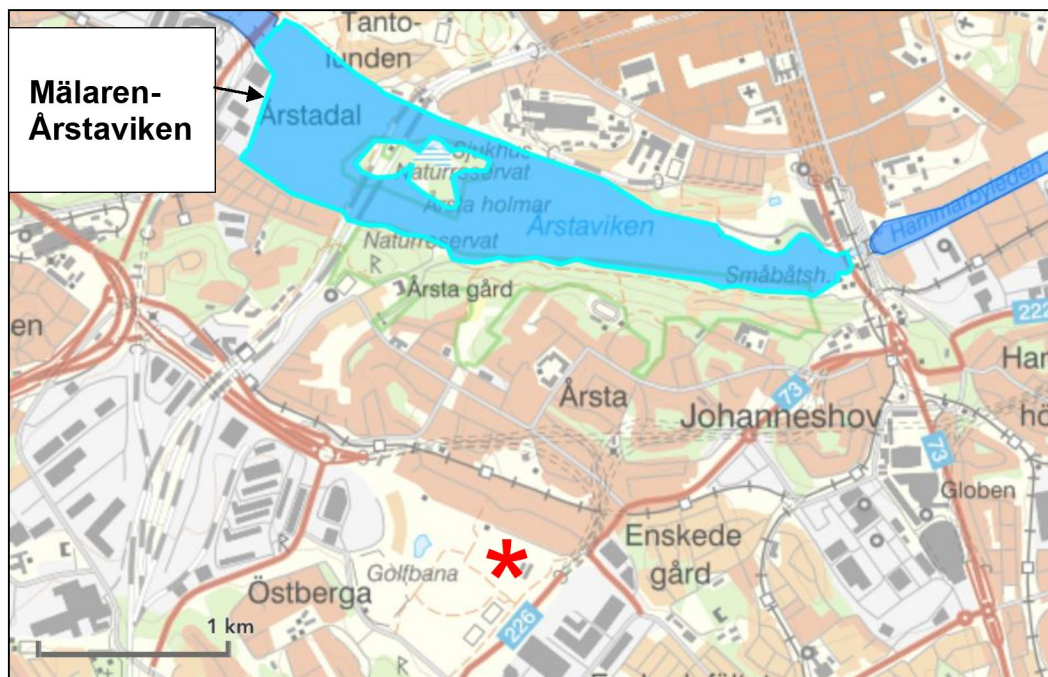 Tanto-
lunden
Mälaren-
Årstaviken
Årstadal
Sjukhus
Naturreservat
Årsta holmar
Årstaviken
Hammarbyleden
Naturreservat
Småbåtsh.
Årsta gård
222
en
Årsta
73
Johanneshov
Ham
hö
73
Globen
Enskede
gård
Golfbana
Östberga
226
1 km